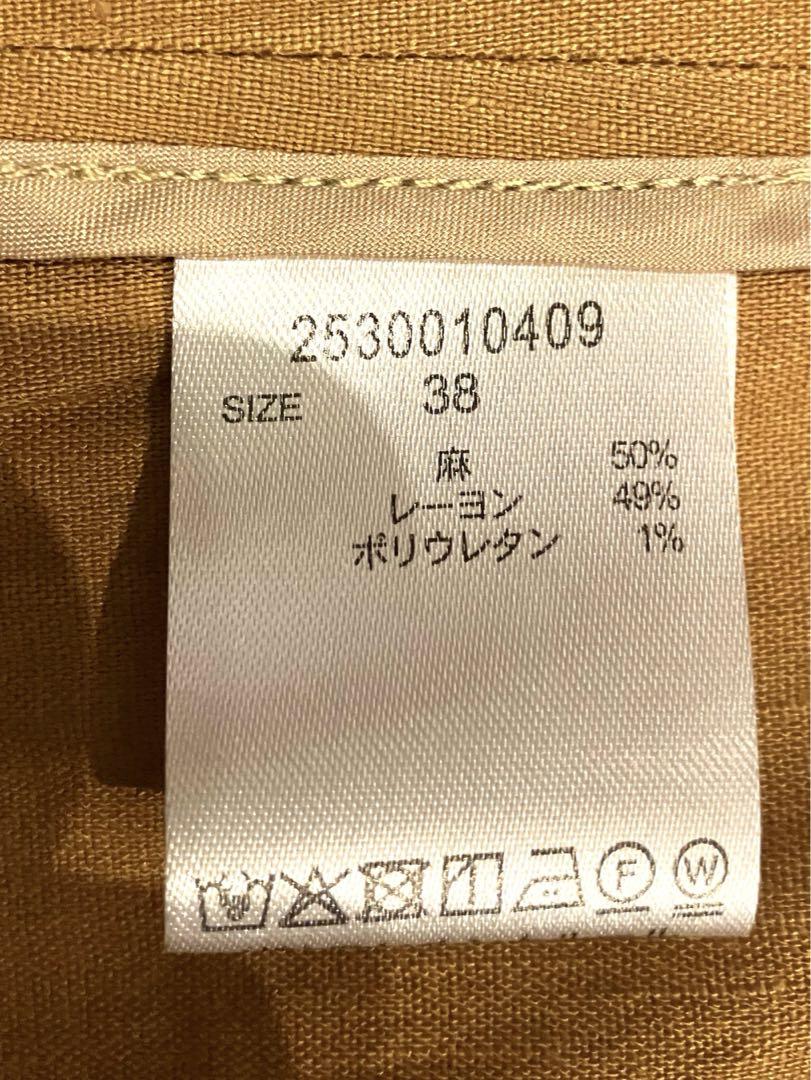 2530010409
SIZE 38
麻 50%
レーヨン 49%
ポリウレタン 1%
F W